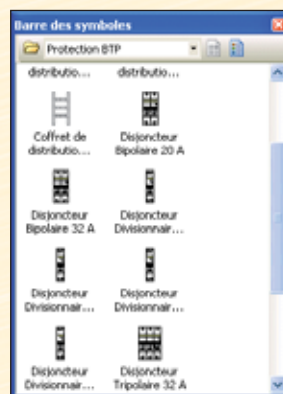 Barre des symboles
Protection BTP
distributio... distributio...
Coffret de Disjoncteur
distributio... Bipolaire 20 A
Disjoncteur Disjoncteur
Bipolaire 32 A Divisionnair...
Disjoncteur Disjoncteur
Divisionnair... Divisionnair...
Disjoncteur Disjoncteur
Divisionnair... Tripolaire 32 A